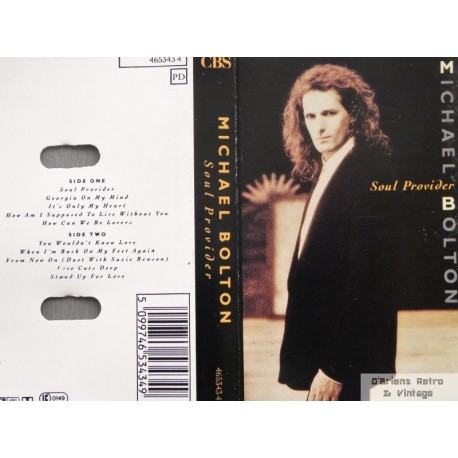 465343 4
PD
SIDE ONE
Soul Provider
Georgia On My Mind
It's Only My Heart
How Am I Supposed To Live Without You
How Can We Be Lovers
SIDE TWO
You Wouldn't Know Love
When I'm Back On My Feet Again
From Now On (Duet With Suzie Benson)
Love Cuts Deep
Stand Up For Love
5 099746 534349
0149
CBS
MICHAEL BOLTON
Soul Provider
465343 4
MICHAEL BOLTON
Soul Provider
O'Briens Retro
& Vintage